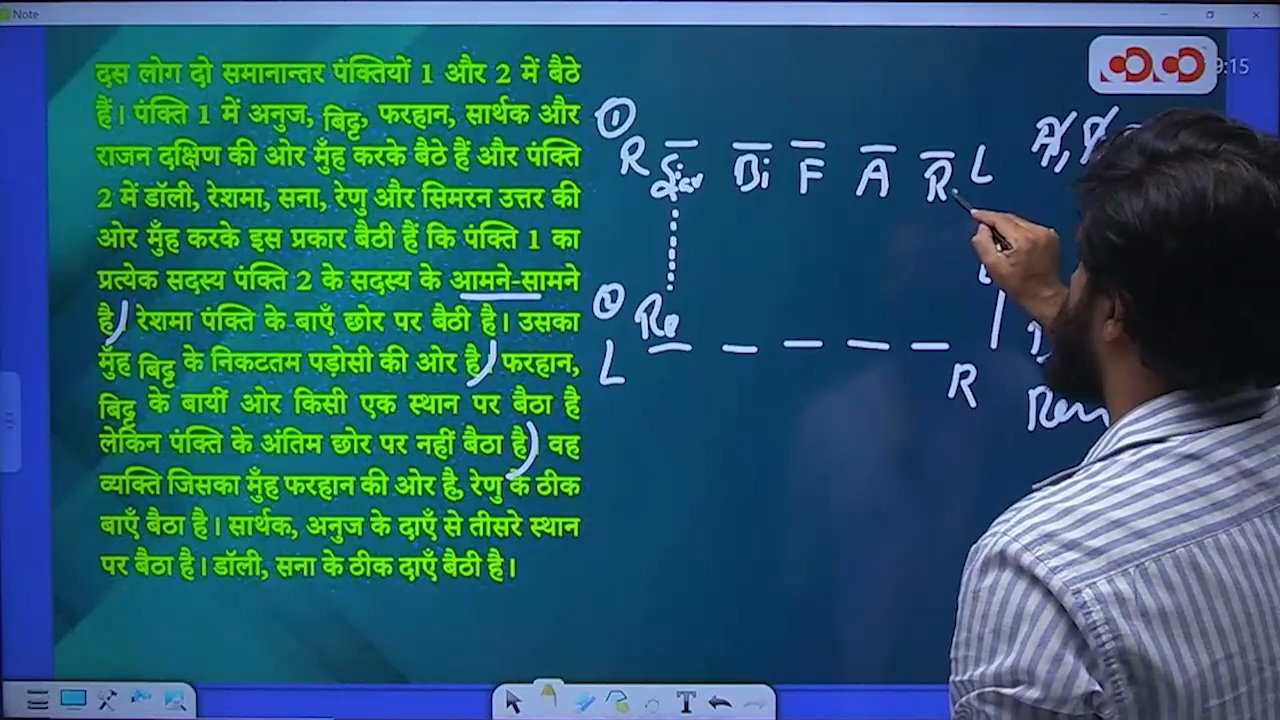 Note
9:15
दस लोग दो समानान्तर पंक्तियों 1 और 2 में बैठे
हैं। पंक्ति 1 में अनुज, बिट्टू, फरहान, सार्थक और
राजन दक्षिण की ओर मुँह करके बैठे हैं और पंक्ति
2 में डॉली, रेशमा, सना, रेणु और सिमरन उत्तर की
ओर मुँह करके इस प्रकार बैठी हैं कि पंक्ति 1 का
प्रत्येक सदस्य पंक्ति 2 के सदस्य के आमने-सामने
है, रेशमा पंक्ति के बाएँ छोर पर बैठी है। उसका
मुँह बिट्टू के निकटतम पड़ोसी की ओर है, फरहान,
बिट्टू के बायीं ओर किसी एक स्थान पर बैठा है
लेकिन पंक्ति के अंतिम छोर पर नहीं बैठा है, वह
व्यक्ति जिसका मुँह फरहान की ओर है, रेणु के ठीक
बाएँ बैठा है। सार्थक, अनुज के दाएँ से तीसरे स्थान
पर बैठा है। डॉली, सना के ठीक दाएँ बैठी है।
1
R Bi F A R L
2
Re
L R